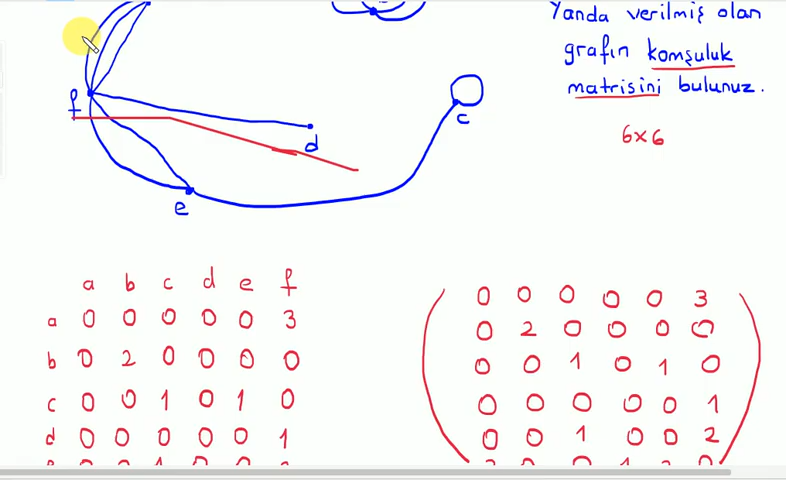 Yanda verilmiş olan
grafın komşuluk
matrisini bulunuz.
6x6
f
d
c
e
a b c d e f
a 0 0 0 0 0 3
b 0 2 0 0 0 0
c 0 0 1 0 1 0
d 0 0 0 0 0 1
0 0 0 0 0 3
0 2 0 0 0 0
0 0 1 0 1 0
0 0 0 0 0 1
0 0 1 0 0 2